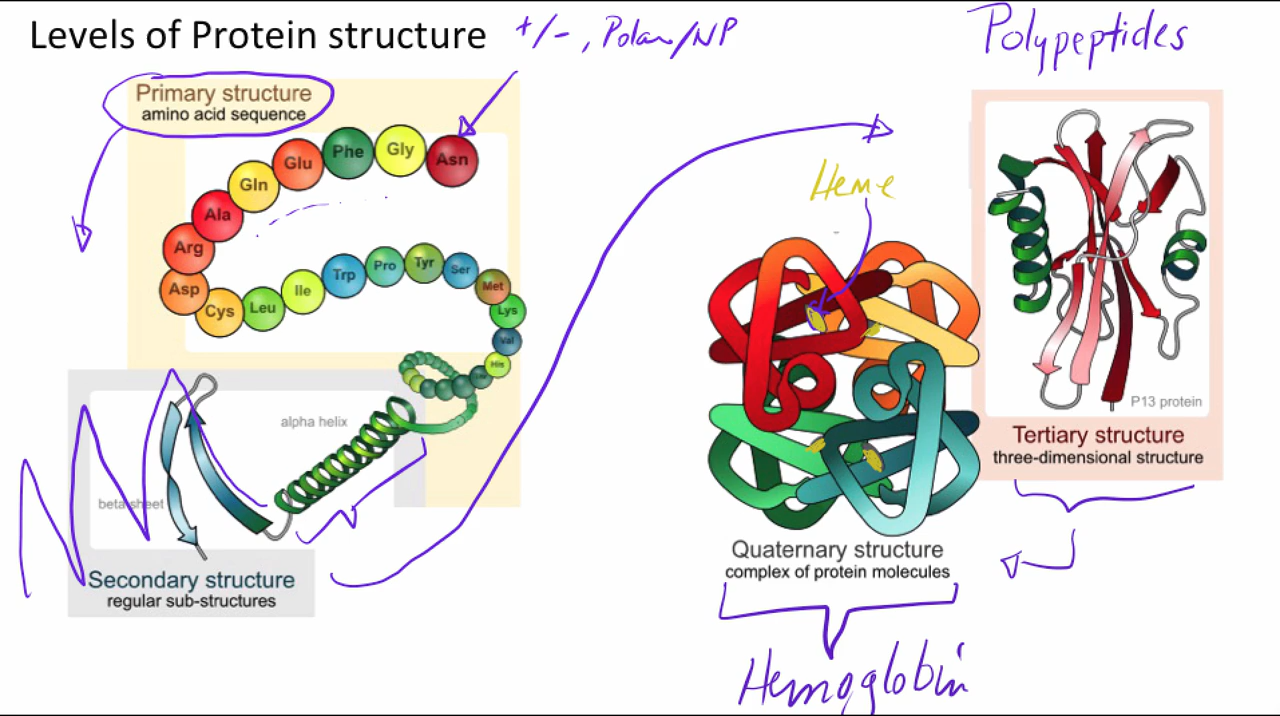 Levels of Protein structure
+/-, Polar/NP
Polypeptides
Primary structure
amino acid sequence
Asn
Gly
Phe
Glu
Gln
Ala
Arg
Asp
Cys
Leu
Ile
Trp
Pro
Tyr
Ser
Met
Lys
Val
His
alpha helix
beta sheet
Secondary structure
regular sub-structures
Heme
Quaternary structure
complex of protein molecules
Hemoglobin
P13 protein
Tertiary structure
three-dimensional structure